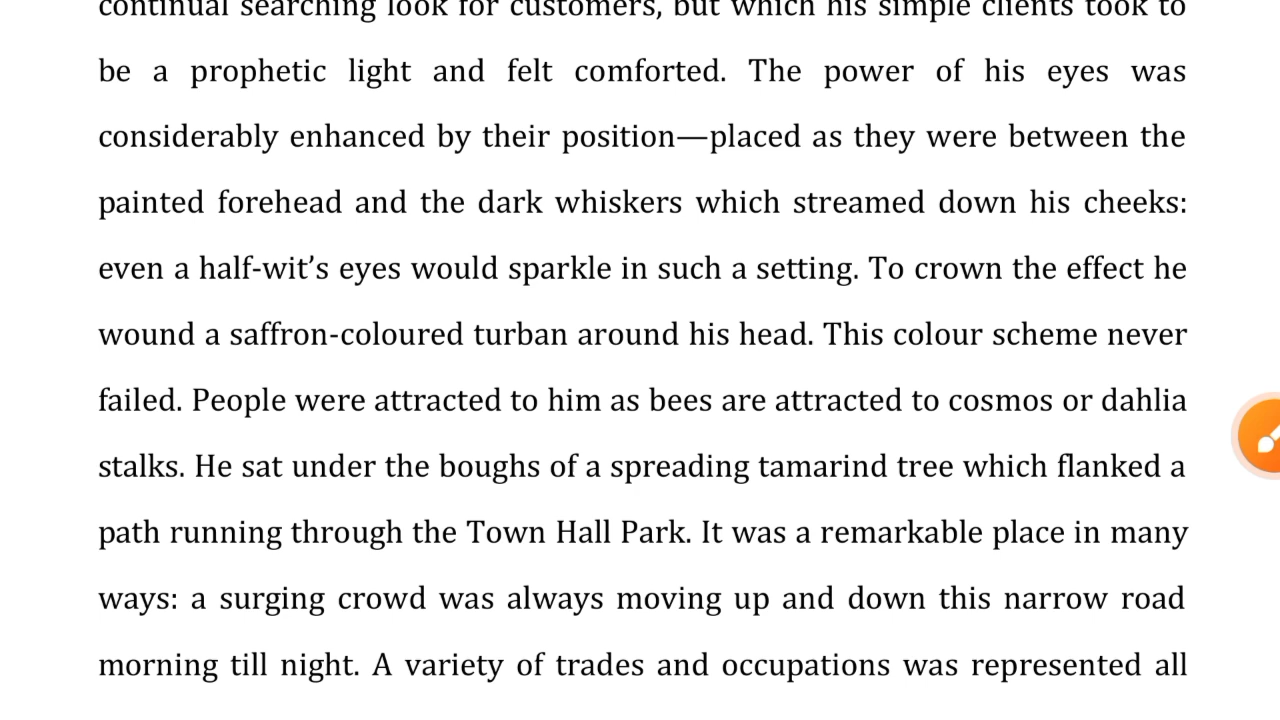 continual searching look for customers, but which his simple clients took to
be a prophetic light and felt comforted. The power of his eyes was
considerably enhanced by their position—placed as they were between the
painted forehead and the dark whiskers which streamed down his cheeks:
even a half-wit’s eyes would sparkle in such a setting. To crown the effect he
wound a saffron-coloured turban around his head. This colour scheme never
failed. People were attracted to him as bees are attracted to cosmos or dahlia
stalks. He sat under the boughs of a spreading tamarind tree which flanked a
path running through the Town Hall Park. It was a remarkable place in many
ways: a surging crowd was always moving up and down this narrow road
morning till night. A variety of trades and occupations was represented all